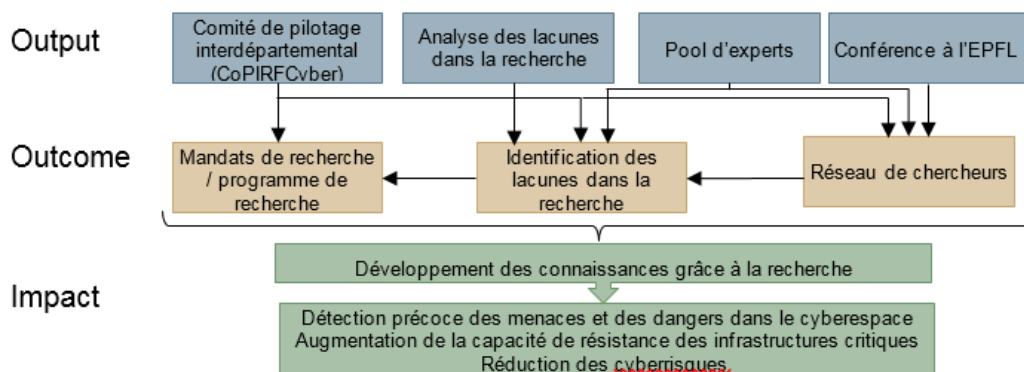 Output
Comité de pilotage
interdépartemental
(CoPIRFCyber)
Analyse des lacunes
dans la recherche
Pool d'experts
Conférence à l'EPFL
Outcome
Mandats de recherche
/ programme de
recherche
Identification des
lacunes dans la
recherche
Réseau de chercheurs
Impact
Développement des connaissances grâce à la recherche
Détection précoce des menaces et des dangers dans le cyberespace
Augmentation de la capacité de résistance des infrastructures critiques
Réduction des cyberrisques